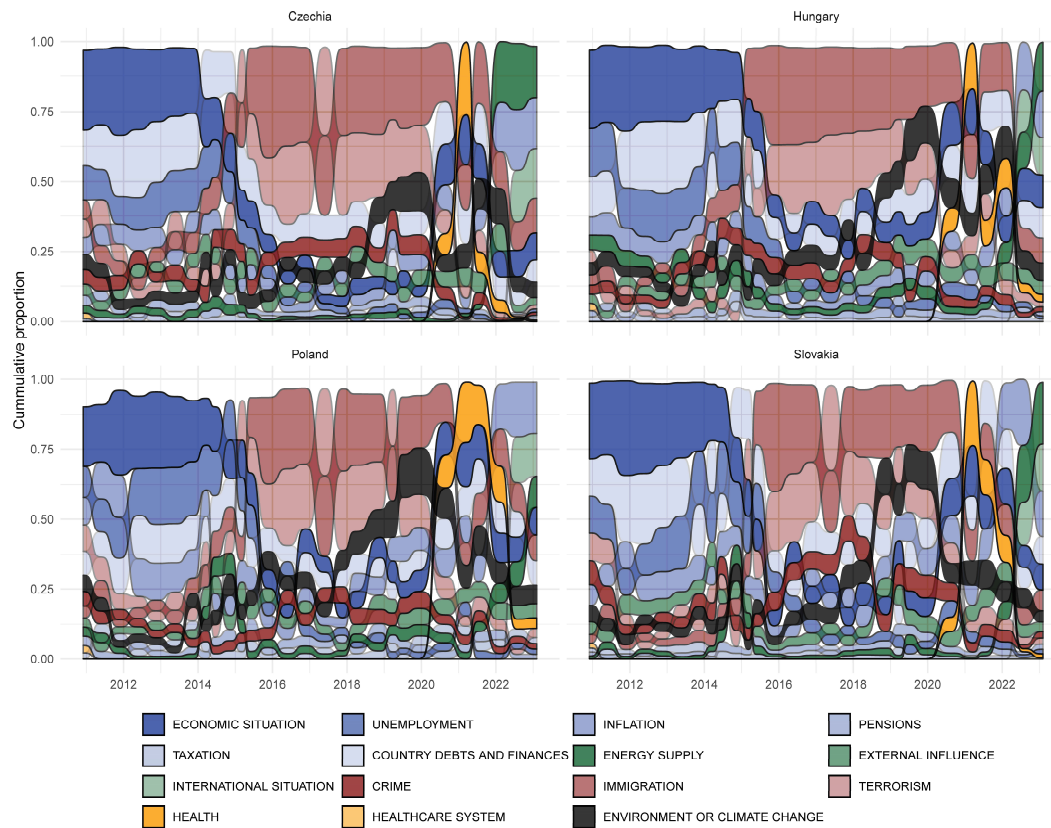 Czechia
Hungary
1.00
0.75
0.50
0.25
0.00
Poland
Slovakia
Cummulative proportion
1.00
0.75
0.50
0.25
0.00
2012 2014 2016 2018 2020 2022
2012 2014 2016 2018 2020 2022
ECONOMIC SITUATION UNEMPLOYMENT INFLATION PENSIONS
TAXATION COUNTRY DEBTS AND FINANCES ENERGY SUPPLY EXTERNAL INFLUENCE
INTERNATIONAL SITUATION CRIME IMMIGRATION TERRORISM
HEALTH HEALTHCARE SYSTEM ENVIRONMENT OR CLIMATE CHANGE